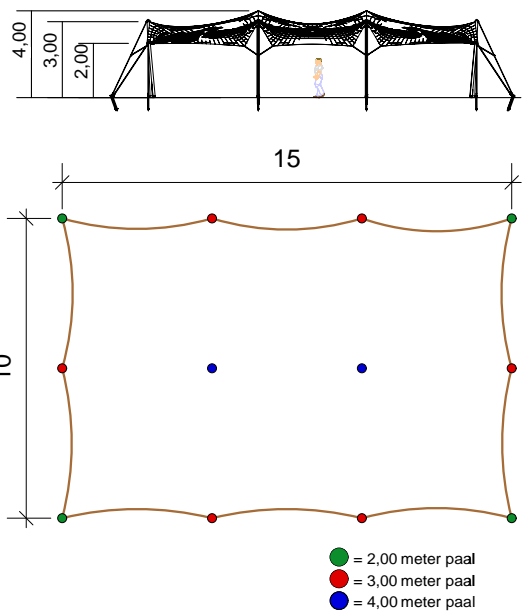 4,00
3,00
2,00
15
10
= 2,00 meter paal
= 3,00 meter paal
= 4,00 meter paal